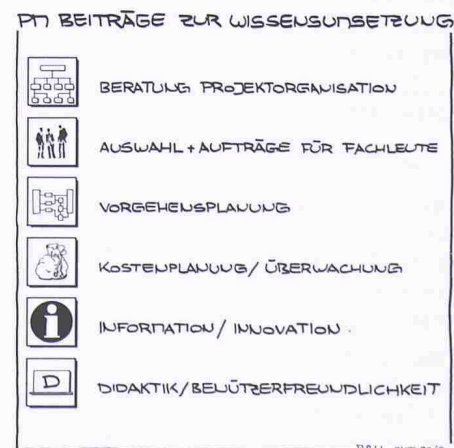 PM BEITRÄGE ZUR WISSENSUMSETZUNG
BERATUNG PROJEKTORGANISATION
AUSWAHL + AUFTRÄGE FÜR FACHLEUTE
VORGEHENSPLANUNG
KOSTENPLANUNG / ÜBERWACHUNG
i
INFORMATION / INNOVATION
D
DIDAKTIK / BENÜTZERFREUNDLICHKEIT